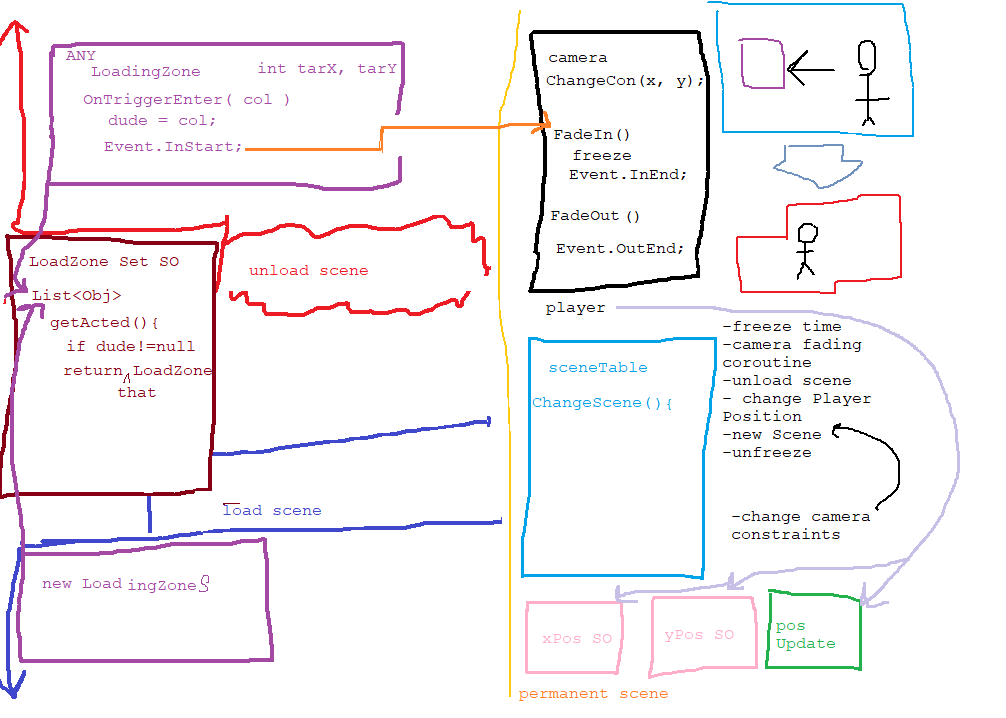 ANY
LoadingZone
int tarX, tarY
OnTriggerEnter( col )
dude = col;
Event.InStart;
LoadZone Set SO
List<Obj>
getActed(){
if dude!=null
return LoadZone
^
that
unload scene
load scene
new LoadingZoneS
camera
ChangeCon(x, y);
FadeIn()
freeze
Event.InEnd;
FadeOut()
Event.OutEnd;
player
sceneTable
ChangeScene(){
-freeze time
-camera fading
coroutine
-unload scene
- change Player
Position
-new Scene
-unfreeze
-change camera
constraints
xPos SO
yPos SO
pos
Update
permanent scene